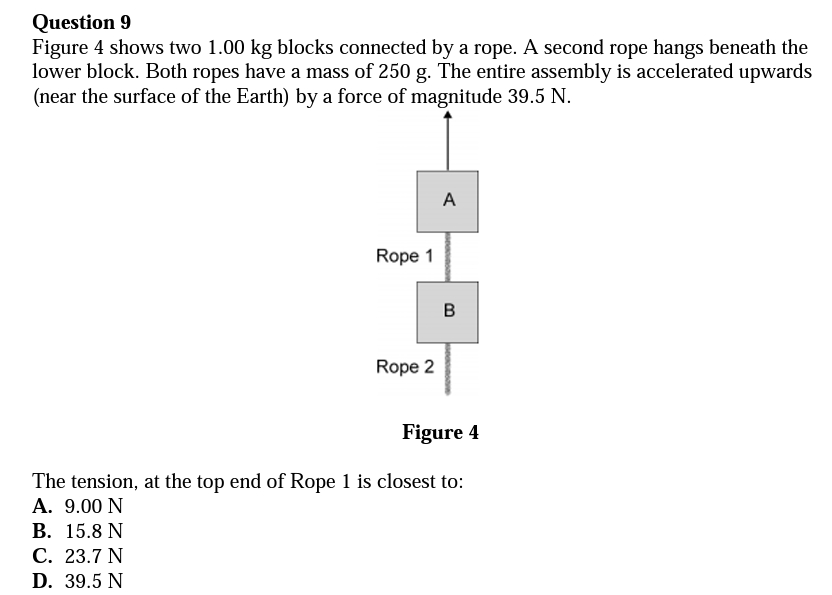 Question 9
Figure 4 shows two 1.00 kg blocks connected by a rope. A second rope hangs beneath the
lower block. Both ropes have a mass of 250 g. The entire assembly is accelerated upwards
(near the surface of the Earth) by a force of magnitude 39.5 N.
A
Rope 1
B
Rope 2
Figure 4
The tension, at the top end of Rope 1 is closest to:
A. 9.00 N
B. 15.8 N
C. 23.7 N
D. 39.5 N